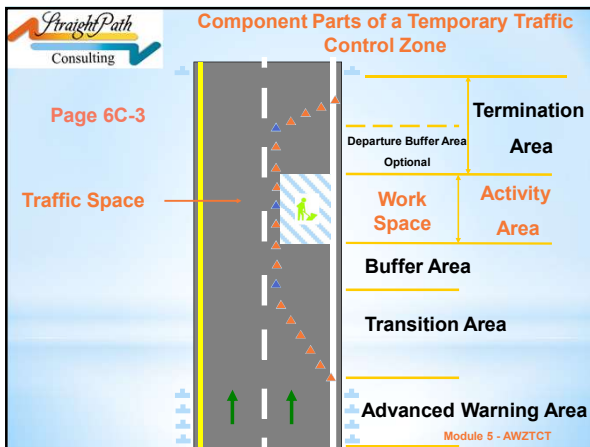 StraightPath
Consulting
Component Parts of a Temporary Traffic
Control Zone
Page 6C-3
Termination
Area
Departure Buffer Area
Optional
Traffic Space
Work
Space
Activity
Area
Buffer Area
Transition Area
Advanced Warning Area
Module 5 - AWZTCT